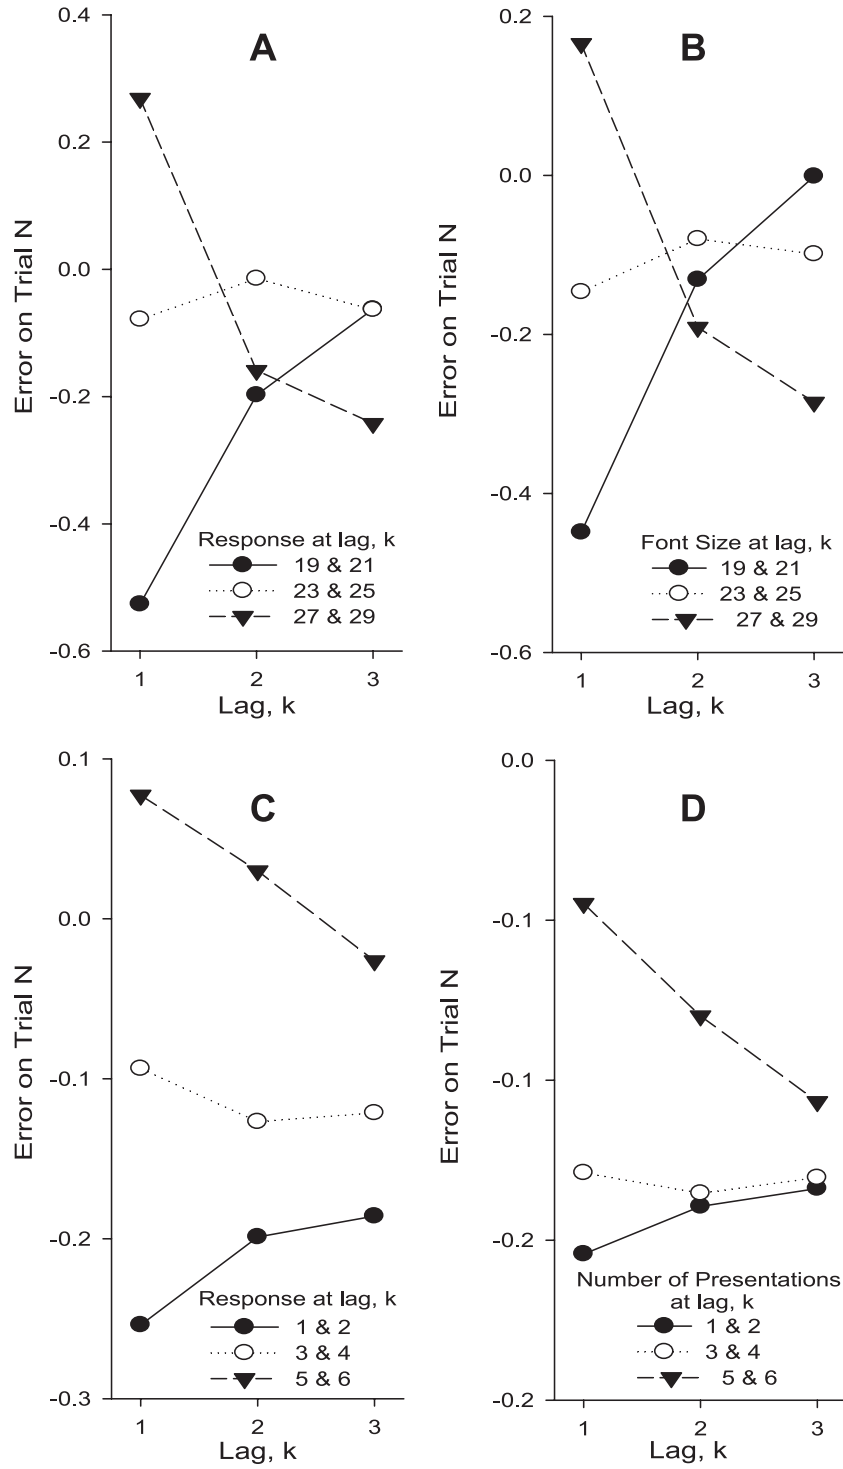 A
Error on Trial N
0.4
0.2
0.0
-0.2
-0.4
-0.6
Response at lag, k
19 & 21
23 & 25
27 & 29
1 2 3
Lag, k
B
Error on Trial N
0.2
0.0
-0.2
-0.4
-0.6
Font Size at lag, k
19 & 21
23 & 25
27 & 29
1 2 3
Lag, k
C
Error on Trial N
0.1
0.0
-0.1
-0.2
-0.3
Response at lag, k
1 & 2
3 & 4
5 & 6
1 2 3
Lag, k
D
Error on Trial N
0.0
-0.1
-0.1
-0.2
-0.2
Number of Presentations
at lag, k
1 & 2
3 & 4
5 & 6
1 2 3
Lag, k